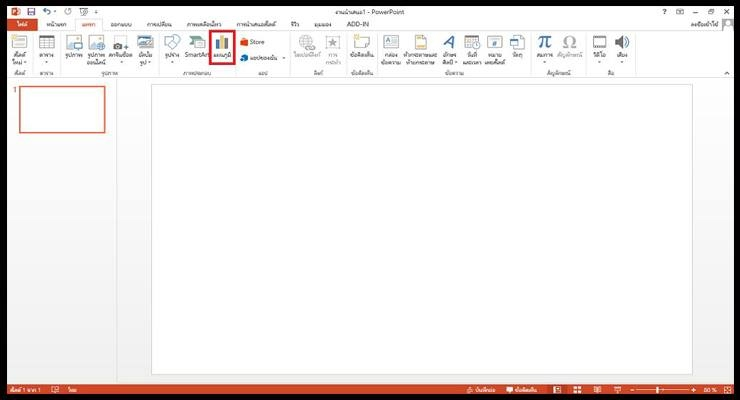 งานนำเสนอ1 - PowerPoint
ไฟล์ หน้าแรก แทรก ออกแบบ การเปลี่ยน ภาพเคลื่อนไหว การนำเสนอสไลด์ รีวิว มุมมอง ADD-IN ลงชื่อเข้าใช้
สไลด์ใหม่ ตาราง รูปภาพ รูปภาพออนไลน์ สกรีนช็อต อัลบั้มรูป รูปร่าง SmartArt แผนภูมิ Store แอปของฉัน ไฮเปอร์ลิงก์ การกระทำ ข้อคิดเห็น กล่องข้อความ หัวกระดาษและท้ายกระดาษ อักษรศิลป์ วันที่และเวลา หมายเลขสไลด์ วัตถุ สมการ สัญลักษณ์ วิดีโอ เสียง
สไลด์ ตาราง รูปภาพ ภาพประกอบ แอป ลิงก์ ข้อคิดเห็น ข้อความ สัญลักษณ์ สื่อ
1
สไลด์ 1 จาก 1 ไทย บันทึกย่อ ข้อคิดเห็น 80 %